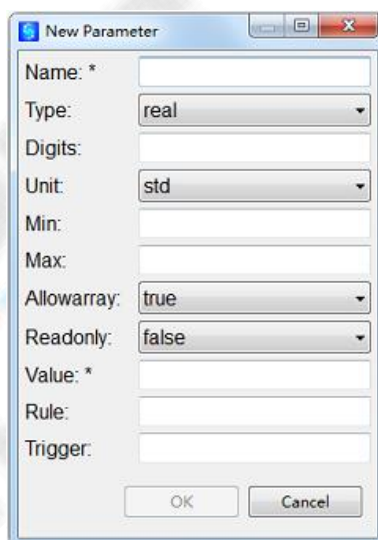 New Parameter
Name: *
Type: real
Digits:
Unit: std
Min:
Max:
Allowarray: true
Readonly: false
Value: *
Rule:
Trigger:
OK Cancel